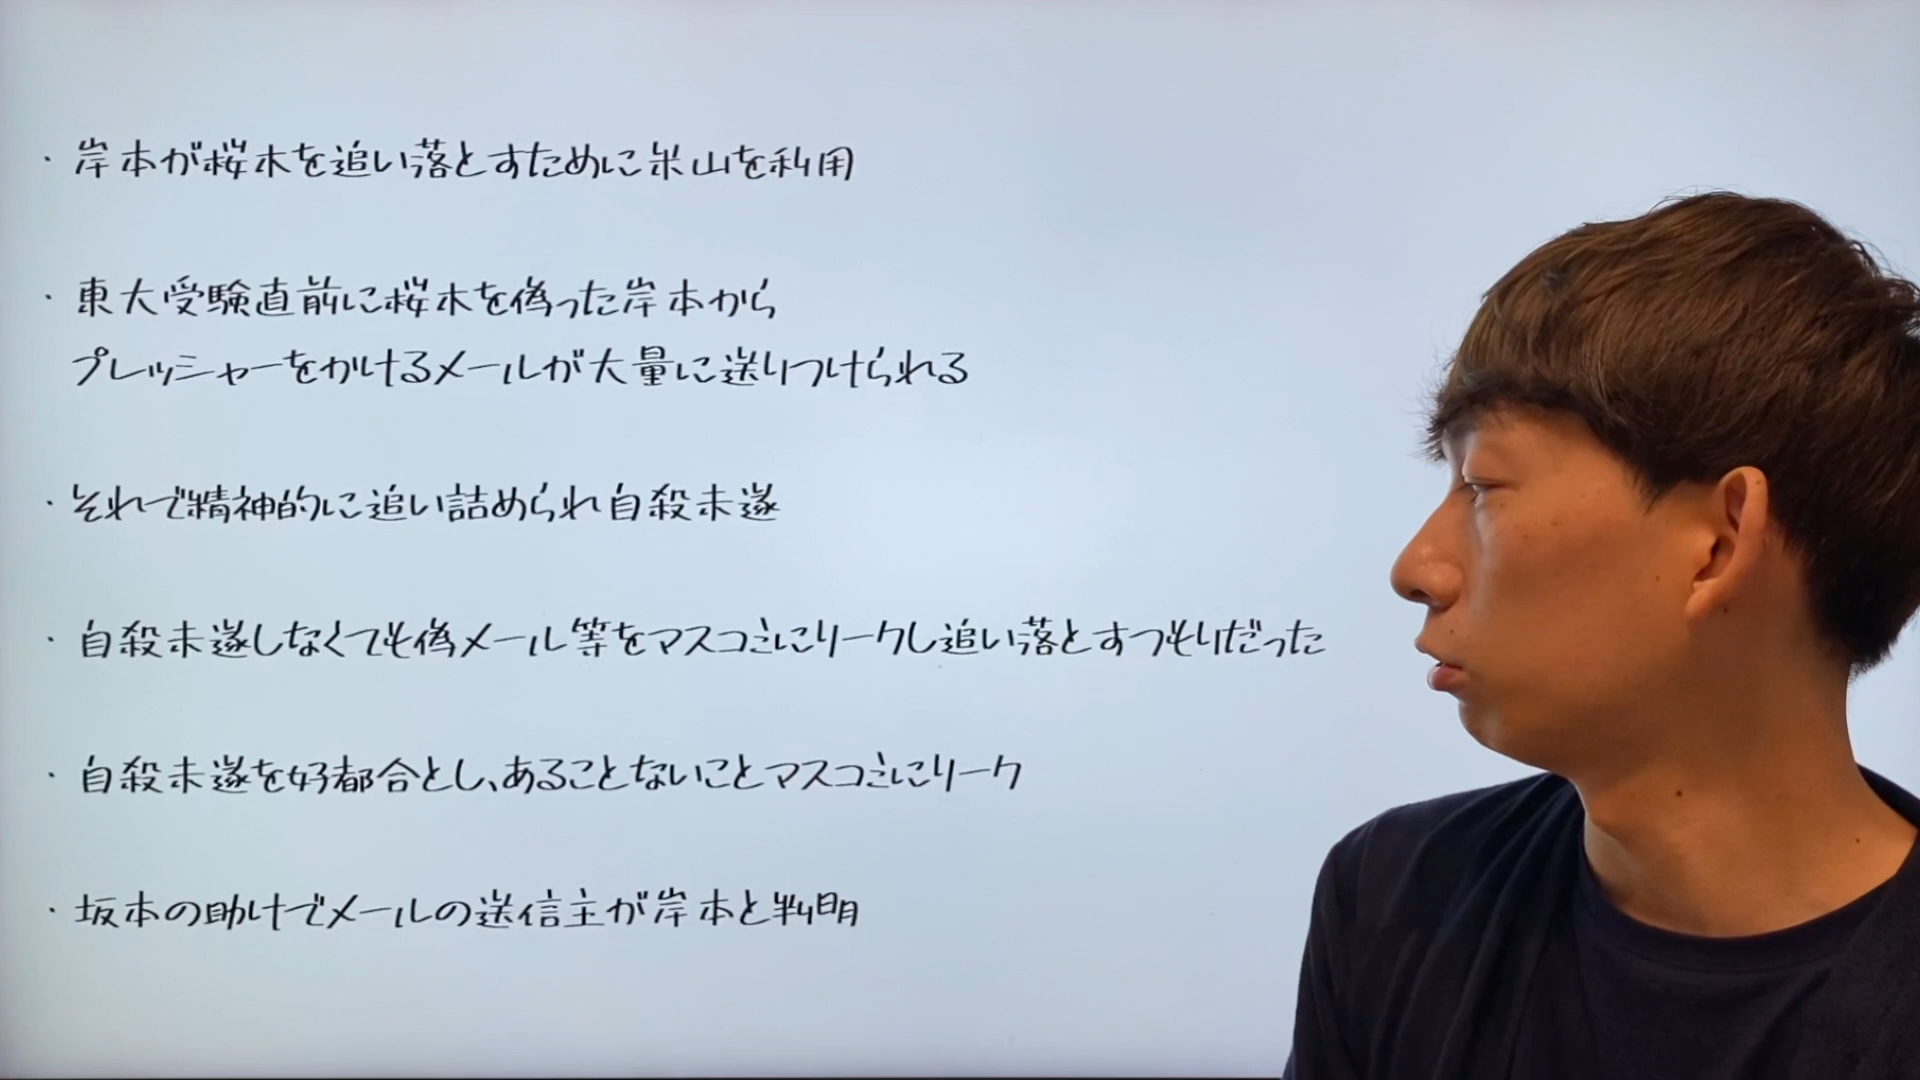 ・岸本が桜木を追い落とすために米山を利用
・東大受験直前に桜木を偽った岸本から
プレッシャーをかけるメールが大量に送りつけられる
・それで精神的に追い詰められ自殺未遂
・自殺未遂しなくても偽メール等をマスコミにリークし追い落とすつもりだった
・自殺未遂を好都合とし、あることないことマスコミにリーク
・坂本の助けでメールの送信主が岸本と判明